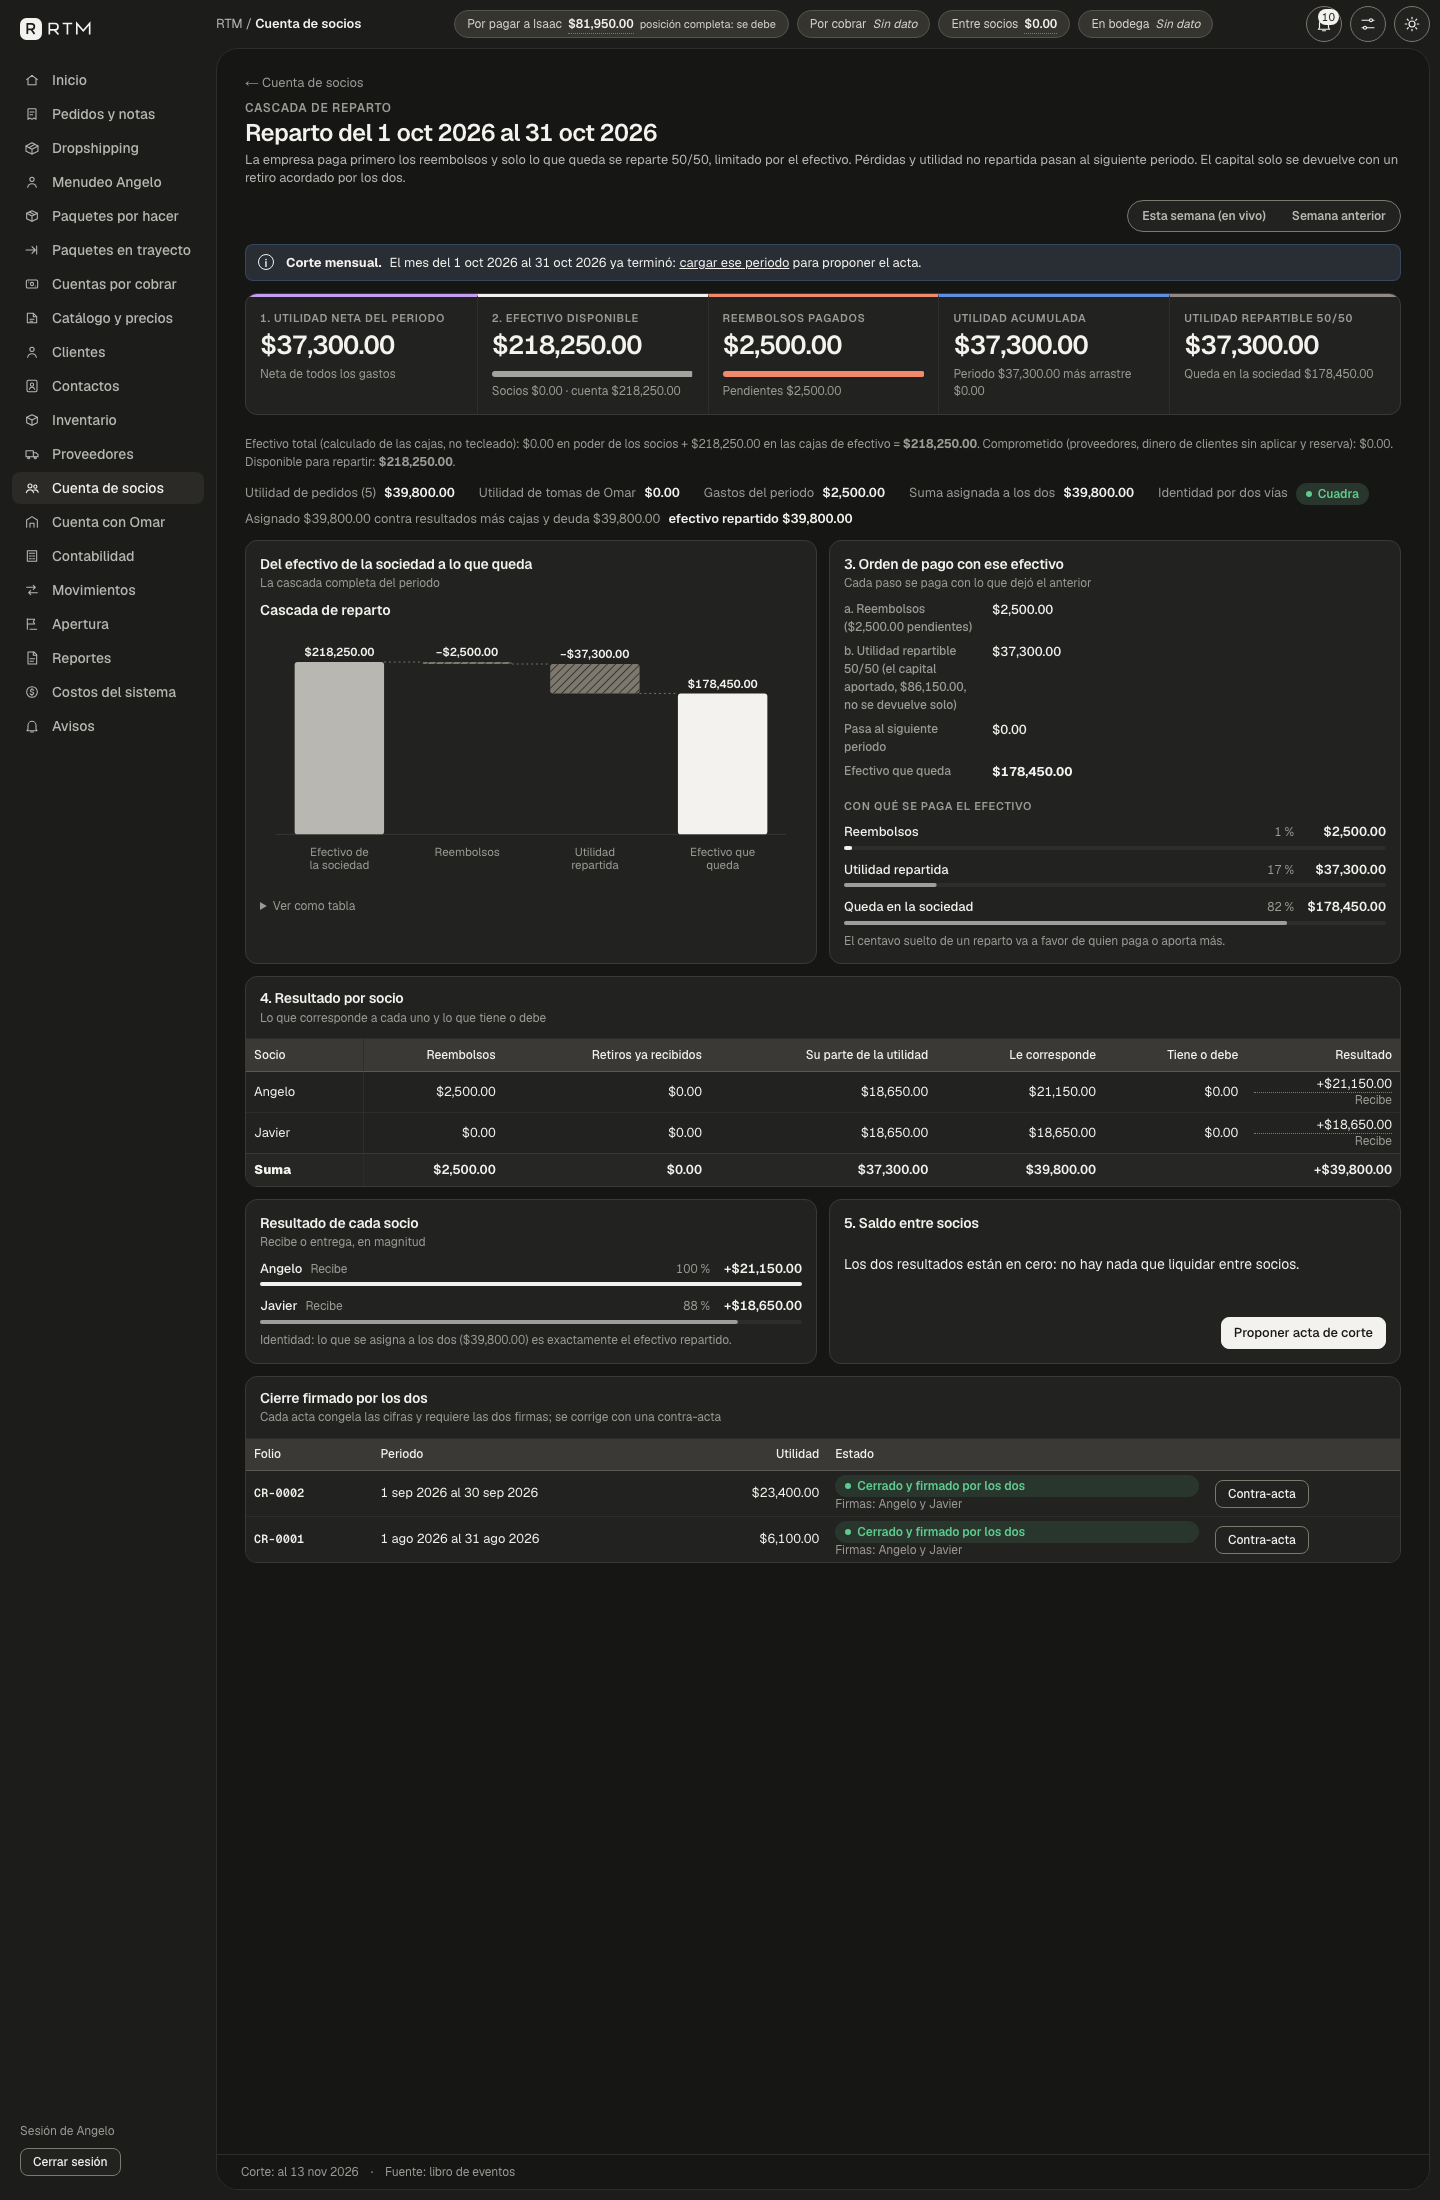 R RTM
RTM / Cuenta de socios
Por pagar a Isaac $81,950.00 posición completa: se debe
Por cobrar Sin dato
Entre socios $0.00
En bodega Sin dato
10
Inicio
Pedidos y notas
Dropshipping
Menudeo Angelo
Paquetes por hacer
Paquetes en trayecto
Cuentas por cobrar
Catálogo y precios
Clientes
Contactos
Inventario
Proveedores
Cuenta de socios
Cuenta con Omar
Contabilidad
Movimientos
Apertura
Reportes
Costos del sistema
Avisos
Sesión de Angelo
Cerrar sesión
← Cuenta de socios
CASCADA DE REPARTO
Reparto del 1 oct 2026 al 31 oct 2026
La empresa paga primero los reembolsos y solo lo que queda se reparte 50/50, limitado por el efectivo. Pérdidas y utilidad no repartida pasan al siguiente periodo. El capital solo se devuelve con un
retiro acordado por los dos.
Esta semana (en vivo) Semana anterior
Corte mensual. El mes del 1 oct 2026 al 31 oct 2026 ya terminó: cargar ese periodo para proponer el acta.
1. UTILIDAD NETA DEL PERIODO
$37,300.00
Neta de todos los gastos
2. EFECTIVO DISPONIBLE
$218,250.00
Socios $0.00 · cuenta $218,250.00
REEMBOLSOS PAGADOS
$2,500.00
Pendientes $2,500.00
UTILIDAD ACUMULADA
$37,300.00
Periodo $37,300.00 más arrastre
$0.00
UTILIDAD REPARTIBLE 50/50
$37,300.00
Queda en la sociedad $178,450.00
Efectivo total (calculado de las cajas, no tecleado): $0.00 en poder de los socios + $218,250.00 en las cajas de efectivo = $218,250.00. Comprometido (proveedores, dinero de clientes sin aplicar y reserva): $0.00.
Disponible para repartir: $218,250.00.
Utilidad de pedidos (5) $39,800.00 Utilidad de tomas de Omar $0.00 Gastos del periodo $2,500.00 Suma asignada a los dos $39,800.00 Identidad por dos vías Cuadra
Asignado $39,800.00 contra resultados más cajas y deuda $39,800.00 efectivo repartido $39,800.00
Del efectivo de la sociedad a lo que queda
La cascada completa del periodo
Cascada de reparto
$218,250.00
−$2,500.00
−$37,300.00
$178,450.00
Efectivo de
la sociedad
Reembolsos
Utilidad
repartida
Efectivo que
queda
Ver como tabla
3. Orden de pago con ese efectivo
Cada paso se paga con lo que dejó el anterior
a. Reembolsos $2,500.00
($2,500.00 pendientes)
b. Utilidad repartible $37,300.00
50/50 (el capital
aportado, $86,150.00,
no se devuelve solo)
Pasa al siguiente $0.00
periodo
Efectivo que queda $178,450.00
CON QUÉ SE PAGA EL EFECTIVO
Reembolsos 1 % $2,500.00
Utilidad repartida 17 % $37,300.00
Queda en la sociedad 82 % $178,450.00
El centavo suelto de un reparto va a favor de quien paga o aporta más.
4. Resultado por socio
Lo que corresponde a cada uno y lo que tiene o debe
Socio Reembolsos Retiros ya recibidos Su parte de la utilidad Le corresponde Tiene o debe Resultado
Angelo $2,500.00 $0.00 $18,650.00 $21,150.00 $0.00 +$21,150.00
Recibe
Javier $0.00 $0.00 $18,650.00 $18,650.00 $0.00 +$18,650.00
Recibe
Suma $2,500.00 $0.00 $37,300.00 $39,800.00 +$39,800.00
Resultado de cada socio
Recibe o entrega, en magnitud
Angelo Recibe 100 % +$21,150.00
Javier Recibe 88 % +$18,650.00
Identidad: lo que se asigna a los dos ($39,800.00) es exactamente el efectivo repartido.
5. Saldo entre socios
Los dos resultados están en cero: no hay nada que liquidar entre socios.
Proponer acta de corte
Cierre firmado por los dos
Cada acta congela las cifras y requiere las dos firmas; se corrige con una contra-acta
Folio Periodo Utilidad Estado
CR-0002 1 sep 2026 al 30 sep 2026 $23,400.00 Cerrado y firmado por los dos Contra-acta
Firmas: Angelo y Javier
CR-0001 1 ago 2026 al 31 ago 2026 $6,100.00 Cerrado y firmado por los dos Contra-acta
Firmas: Angelo y Javier
Corte: al 13 nov 2026 · Fuente: libro de eventos